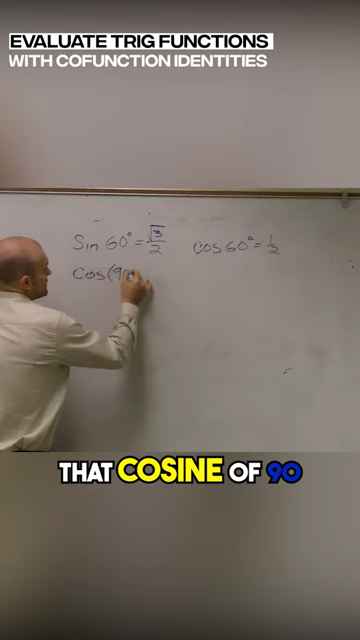 EVALUATE TRIG FUNCTIONS
WITH COFUNCTION IDENTITIES
Sin 60° = √3/2 cos 60° = 1/2
cos(90
THAT COSINE OF 90